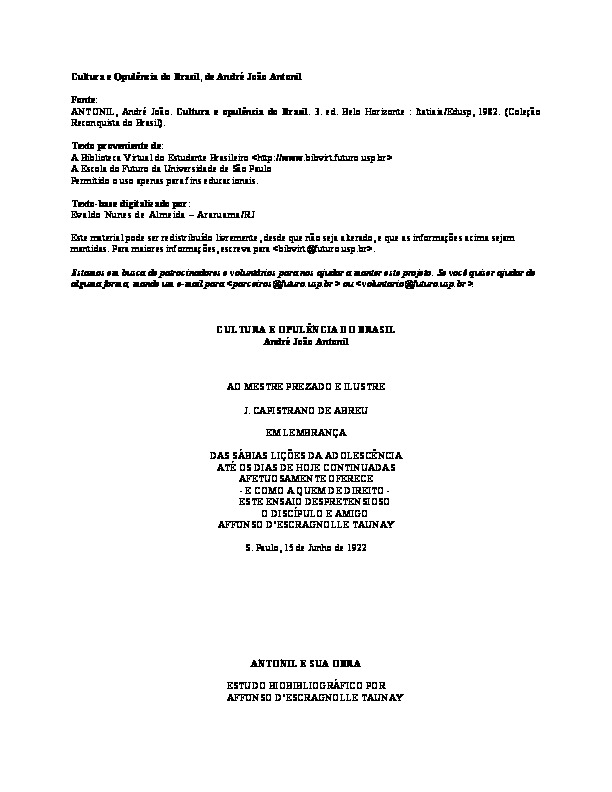 Cultura e Opulência do Brasil, de André João Antonil
Fonte:
ANTONIL, André João. Cultura e opulência do Brasil. 3. ed. Belo Horizonte : Itatiaia/Edusp, 1982. (Coleção
Reconquista do Brasil).
Texto proveniente de:
A Biblioteca Virtual do Estudante Brasileiro <http://www.bibvirt.futuro.usp.br>
A Escola do Futuro da Universidade de São Paulo
Permitido o uso apenas para fins educacionais.
Texto-base digitalizado por:
Evaldo Nunes de Almeida – Araruama/RJ
Este material pode ser redistribuído livremente, desde que não seja alterado, e que as informações acima sejam
mantidas. Para maiores informações, escreva para <bibvirt@futuro.usp.br>.
Estamos em busca de patrocinadores e voluntários para nos ajudar a manter este projeto. Se você quiser ajudar de
alguma forma, mande um e-mail para <parceiros@futuro.usp.br> ou <voluntario@futuro.usp.br>
CULTURA E OPULÊNCIA DO BRASIL
André João Antonil
AO MESTRE PREZADO E ILUSTRE
J. CAPISTRANO DE ABREU
EM LEMBRANÇA
DAS SÁBIAS LIÇÕES DA ADOLESCÊNCIA
ATÉ OS DIAS DE HOJE CONTINUADAS
AFETUOSAMENTE OFERECE
- E COMO A QUEM DE DIREITO -
ESTE ENSAIO DESPRETENSIOSO
O DISCÍPULO E AMIGO
AFFONSO D'ESCRAGNOLLE TAUNAY
S. Paulo, 15 de Junho de 1922
ANTONIL E SUA OBRA
ESTUDO BIOBIBLIOGRÁFICO POR
AFFONSO D'ESCRAGNOLLE TAUNAY